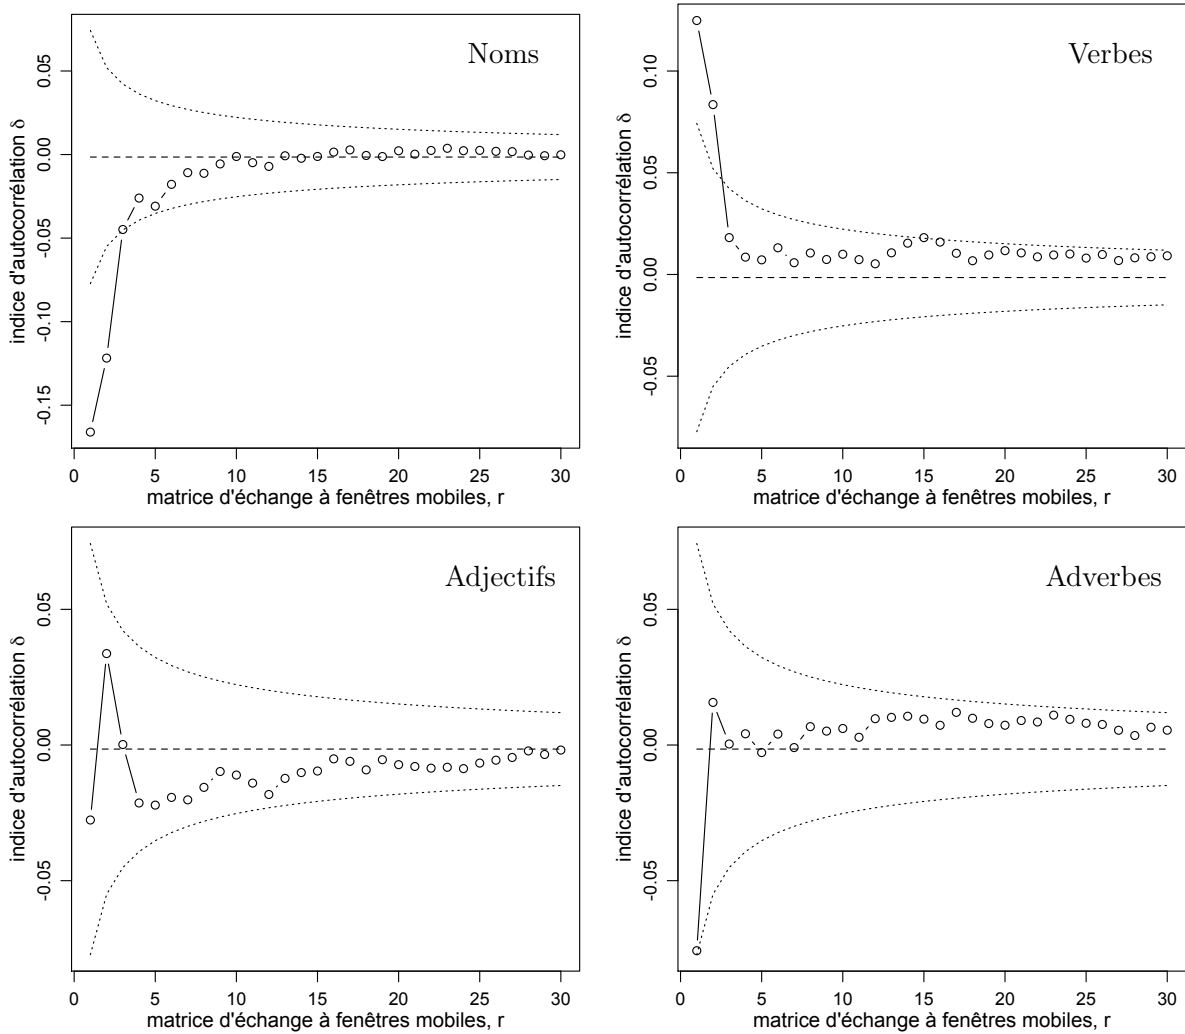 Noms
indice d'autocorrélation δ
0.05
0.00
-0.05
-0.10
-0.15
0 5 10 15 20 25 30
matrice d'échange à fenêtres mobiles, r
Verbes
indice d'autocorrélation δ
0.10
0.05
0.00
-0.05
0 5 10 15 20 25 30
matrice d'échange à fenêtres mobiles, r
Adjectifs
indice d'autocorrélation δ
0.05
0.00
-0.05
0 5 10 15 20 25 30
matrice d'échange à fenêtres mobiles, r
Adverbes
indice d'autocorrélation δ
0.05
0.00
-0.05
0 5 10 15 20 25 30
matrice d'échange à fenêtres mobiles, r